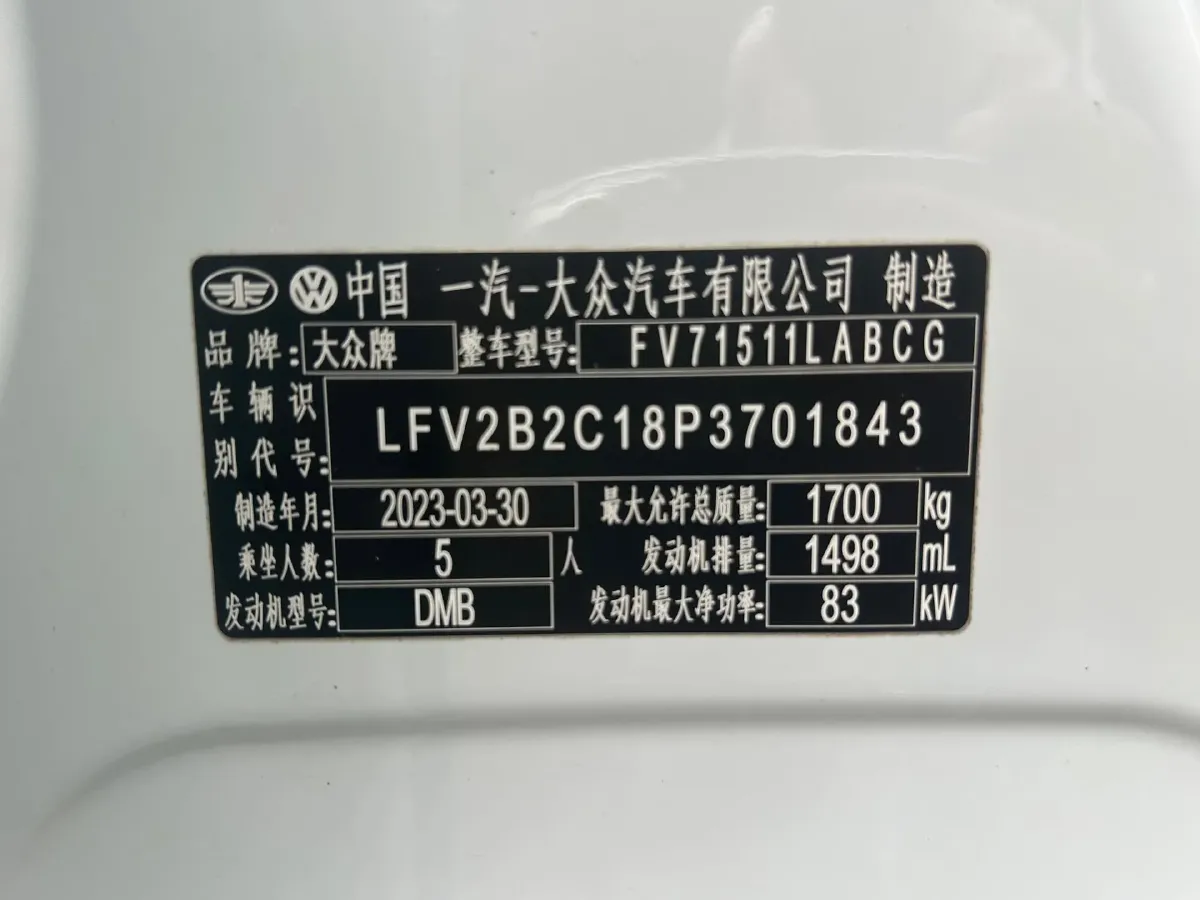 中国 一汽-大众汽车有限公司 制造
品牌: 大众牌 整车型号: FV71511LABCG
车辆识别代号: LFV2B2C18P3701843
制造年月: 2023-03-30 最大允许总质量: 1700 kg
乘坐人数: 5 人 发动机排量: 1498 mL
发动机型号: DMB 发动机最大净功率: 83 kW